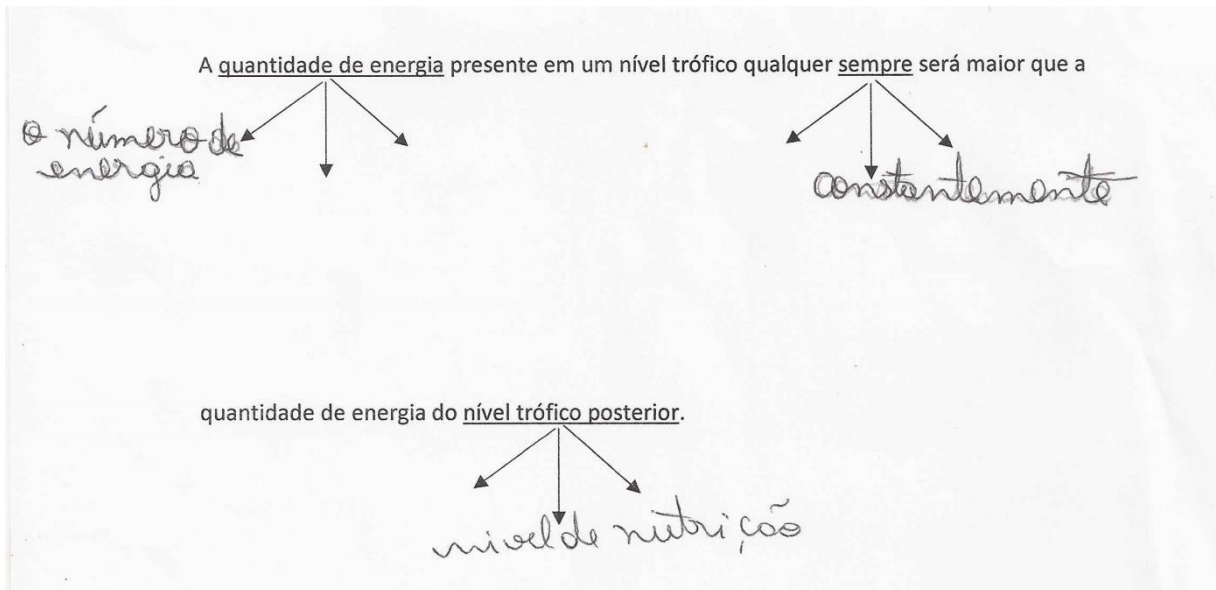 A quantidade de energia presente em um nível trófico qualquer sempre será maior que a
o número de
energia
constantemente
quantidade de energia do nível trófico posterior.
nivel de nutrição